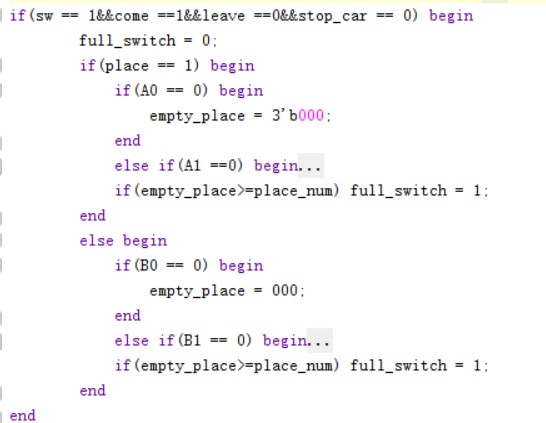 if(sw == 1&&come ==1&&leave ==0&&stop_car == 0) begin
full_switch = 0;
if(place == 1) begin
if(A0 == 0) begin
empty_place = 3'b000;
end
else if(A1 ==0) begin...
if(empty_place>=place_num) full_switch = 1;
end
else begin
if(B0 == 0) begin
empty_place = 000;
end
else if(B1 == 0) begin...
if(empty_place>=place_num) full_switch = 1;
end
end